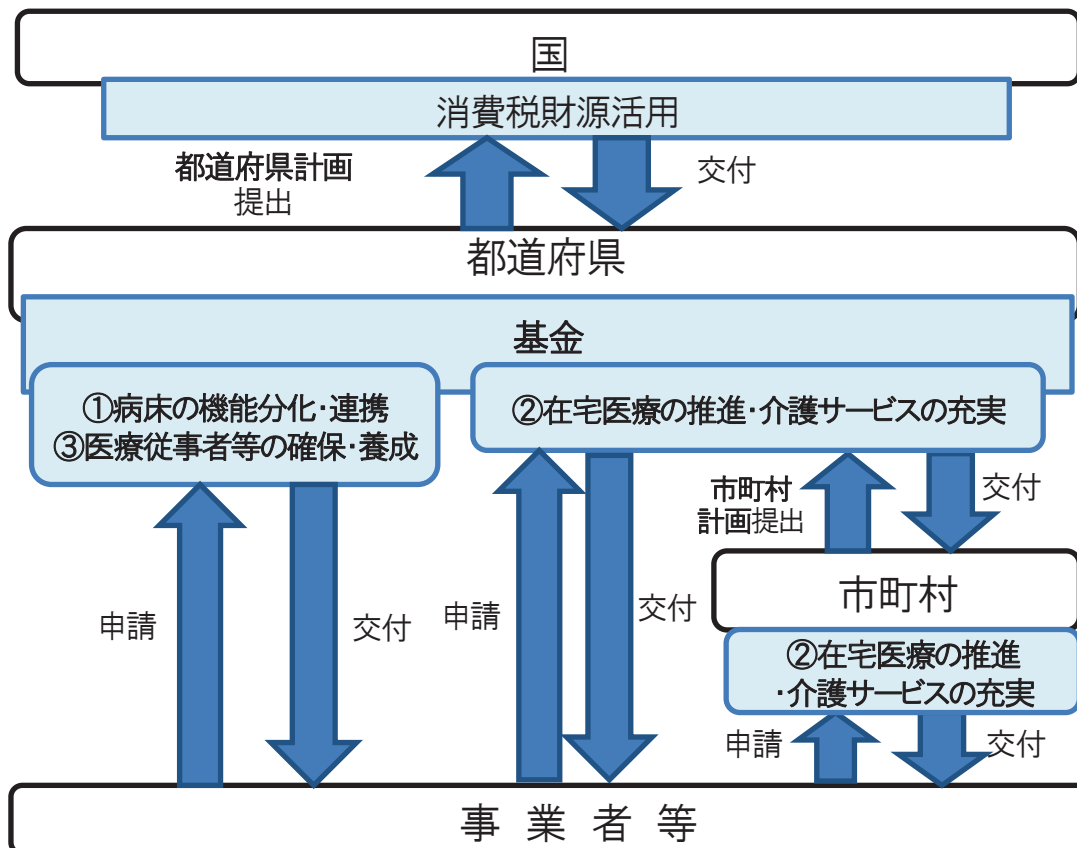 国
消費税財源活用
都道府県計画
提出
交付
都道府県
基金
①病床の機能分化・連携
③医療従事者等の確保・養成
②在宅医療の推進・介護サービスの充実
市町村
計画提出
交付
市町村
②在宅医療の推進
・介護サービスの充実
申請
交付
申請
交付
申請
交付
事業者等